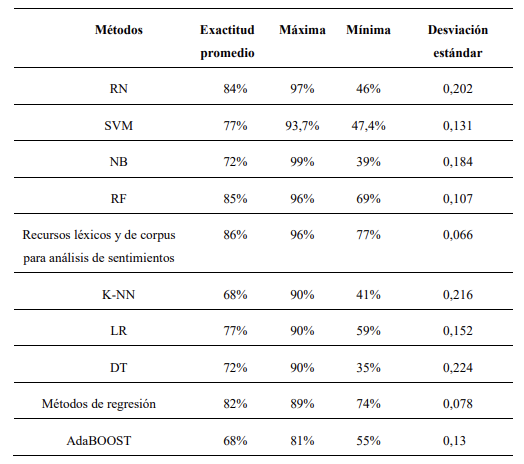 Métodos Exactitud promedio Máxima Mínima Desviación estándar
RN 84% 97% 46% 0,202
SVM 77% 93,7% 47,4% 0,131
NB 72% 99% 39% 0,184
RF 85% 96% 69% 0,107
Recursos léxicos y de corpus 86% 96% 77% 0,066
para análisis de sentimientos
K-NN 68% 90% 41% 0,216
LR 77% 90% 59% 0,152
DT 72% 90% 35% 0,224
Métodos de regresión 82% 89% 74% 0,078
AdaBOOST 68% 81% 55% 0,13